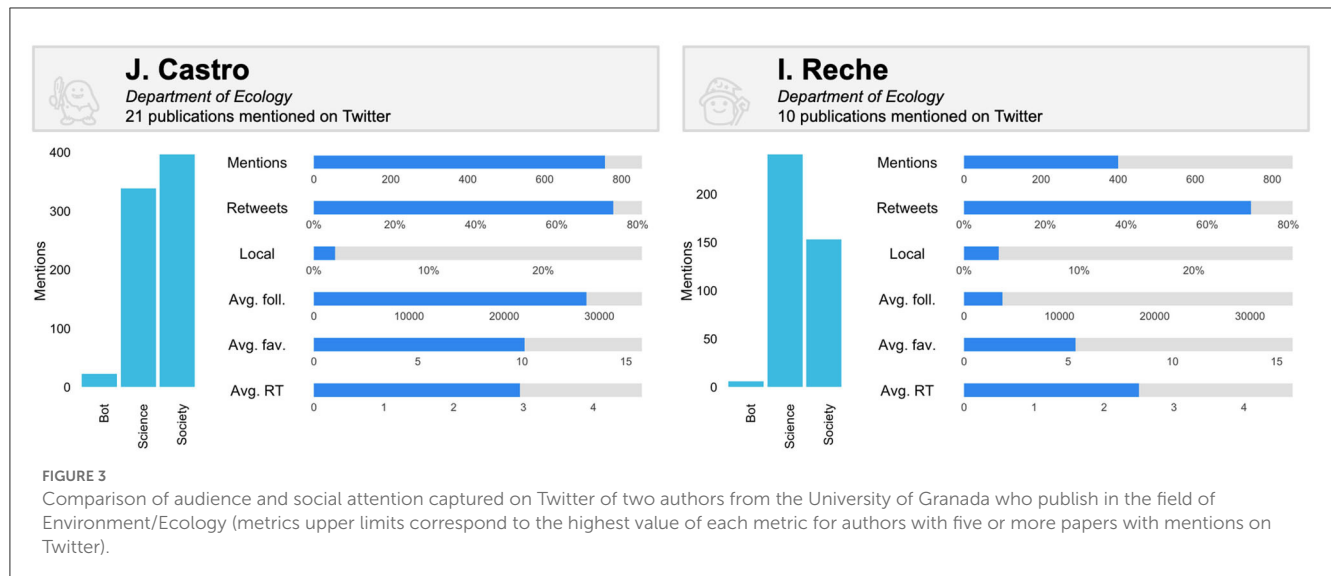 J. Castro
Department of Ecology
21 publications mentioned on Twitter
Mentions
400
300
200
100
0
Bot
Science
Society
Mentions
0 200 400 600 800
Retweets
0% 20% 40% 60% 80%
Local
0% 10% 20%
Avg. foll.
0 10000 20000 30000
Avg. fav.
0 5 10 15
Avg. RT
0 1 2 3 4
I. Reche
Department of Ecology
10 publications mentioned on Twitter
Mentions
200
150
100
50
0
Bot
Science
Society
Mentions
0 200 400 600 800
Retweets
0% 20% 40% 60% 80%
Local
0% 10% 20%
Avg. foll.
0 10000 20000 30000
Avg. fav.
0 5 10 15
Avg. RT
0 1 2 3 4
FIGURE 3
Comparison of audience and social attention captured on Twitter of two authors from the University of Granada who publish in the field of
Environment/Ecology (metrics upper limits correspond to the highest value of each metric for authors with five or more papers with mentions on
Twitter).